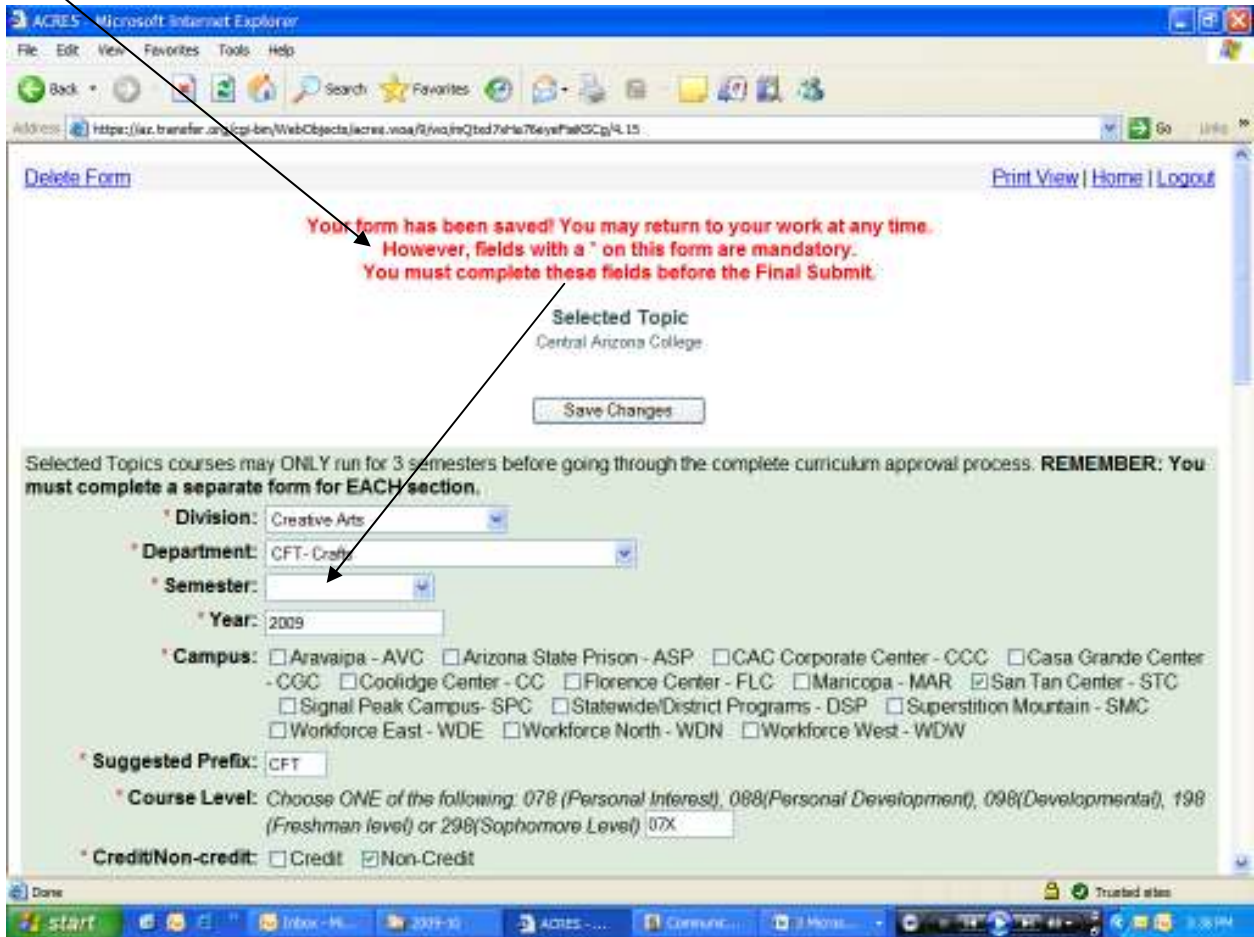 ACRES - Microsoft Internet Explorer
File Edit View Favorites Tools Help
Back Search Favorites
Address Go Links
Delete Form Print View | Home | Logout
Your form has been saved! You may return to your work at any time.
However, fields with a * on this form are mandatory.
You must complete these fields before the Final Submit.
Selected Topic
Central Arizona College
Save Changes
Selected Topics courses may ONLY run for 3 semesters before going through the complete curriculum approval process. REMEMBER: You
must complete a separate form for EACH section.
* Division: Creative Arts
* Department: CFT- Crafts
* Semester:
* Year: 2009
* Campus: Aravaipa - AVC Arizona State Prison - ASP CAC Corporate Center - CCC Casa Grande Center
- CGC Coolidge Center - CC Florence Center - FLC Maricopa - MAR San Tan Center - STC
Signal Peak Campus- SPC Statewide/District Programs - DSP Superstition Mountain - SMC
Workforce East - WDE Workforce North - WDN Workforce West - WDW
* Suggested Prefix: CFT
* Course Level: Choose ONE of the following: 078 (Personal Interest), 088(Personal Development), 098(Developmental), 198
(Freshman level) or 298(Sophomore Level) 07X
* Credit/Non-credit: Credit Non-Credit
Done Trusted sites
start Inbox - M... 2009-10 ACRES - ... 3:38 PM